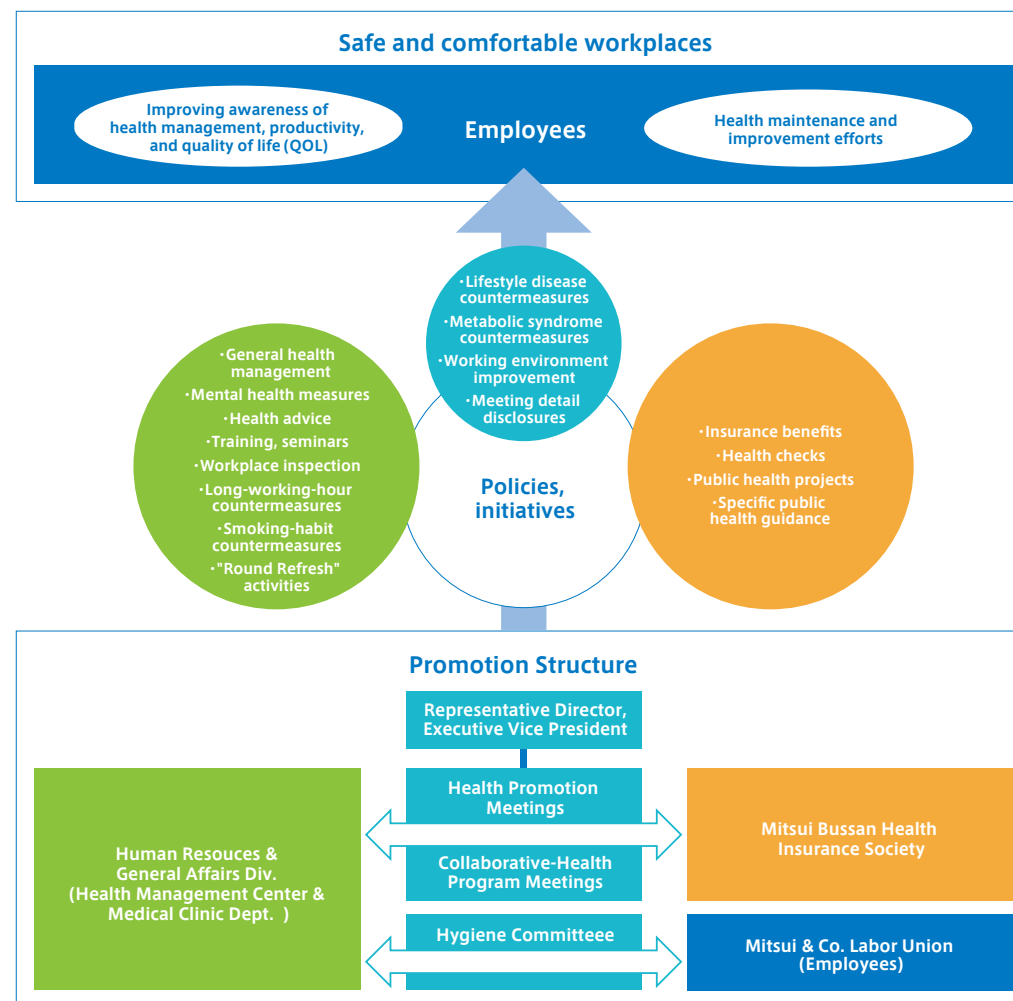 Safe and comfortable workplaces
Improving awareness of
health management, productivity,
and quality of life (QOL)
Employees
Health maintenance and
improvement efforts
・Lifestyle disease
countermeasures
・Metabolic syndrome
countermeasures
・Working environment
improvement
・Meeting detail
disclosures
・General health
management
・Mental health measures
・Health advice
・Training, seminars
・Workplace inspection
・Long-working-hour
countermeasures
・Smoking-habit
countermeasures
・"Round Refresh"
activities
Policies,
initiatives
・Insurance benefits
・Health checks
・Public health projects
・Specific public
health guidance
Promotion Structure
Representative Director,
Executive Vice President
Human Resouces &
General Affairs Div.
(Health Management Center &
Medical Clinic Dept. )
Health Promotion
Meetings
Collaborative-Health
Program Meetings
Hygiene Committeee
Mitsui Bussan Health
Insurance Society
Mitsui & Co. Labor Union
(Employees)